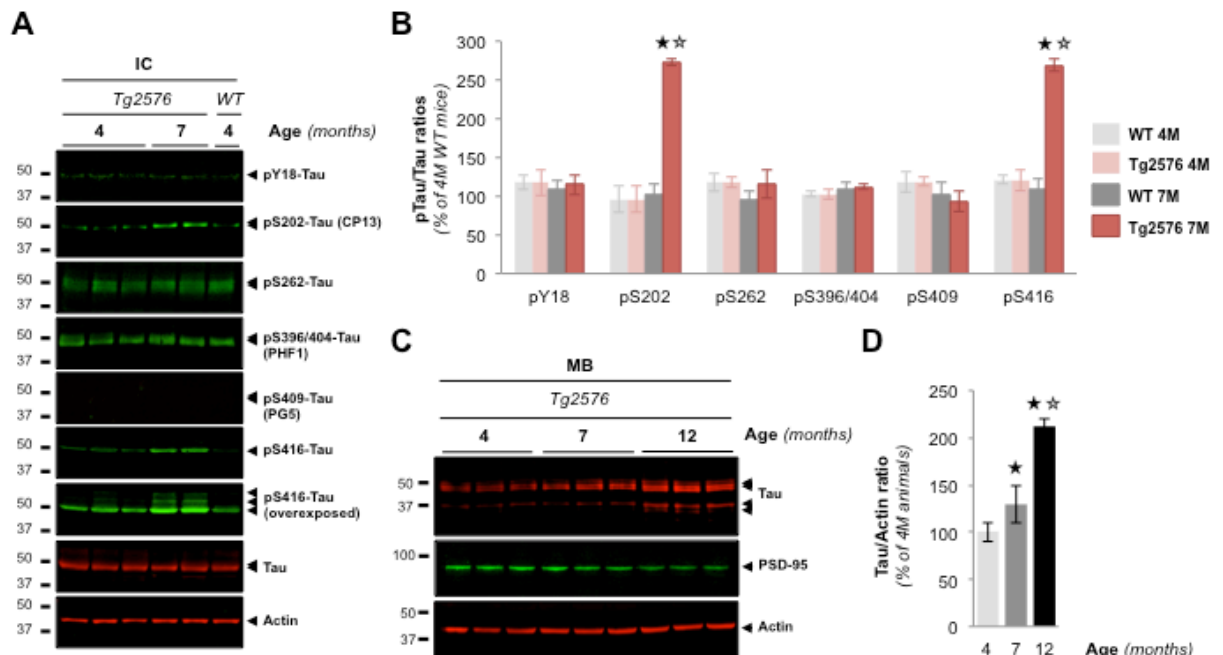 A
IC
Tg2576 WT
4 7 4 Age (months)
50
37
pY18-Tau
50
37
pS202-Tau (CP13)
50
37
pS262-Tau
50
37
pS396/404-Tau
(PHF1)
50
37
pS409-Tau
(PG5)
50
37
pS416-Tau
50
37
pS416-Tau
(overexposed)
50
37
Tau
50
37
Actin
B
pTau/Tau ratios
(% of 4M WT mice)
300
250
200
150
100
50
0
★☆
★☆
pY18 pS202 pS262 pS396/404 pS409 pS416
WT 4M
Tg2576 4M
WT 7M
Tg2576 7M
C
MB
Tg2576
4 7 12 Age (months)
50
37
Tau
100
PSD-95
50
37
Actin
D
Tau/Actin ratio
(% of 4M animals)
250
200
150
100
50
0
★
★☆
4 7 12 Age (months)